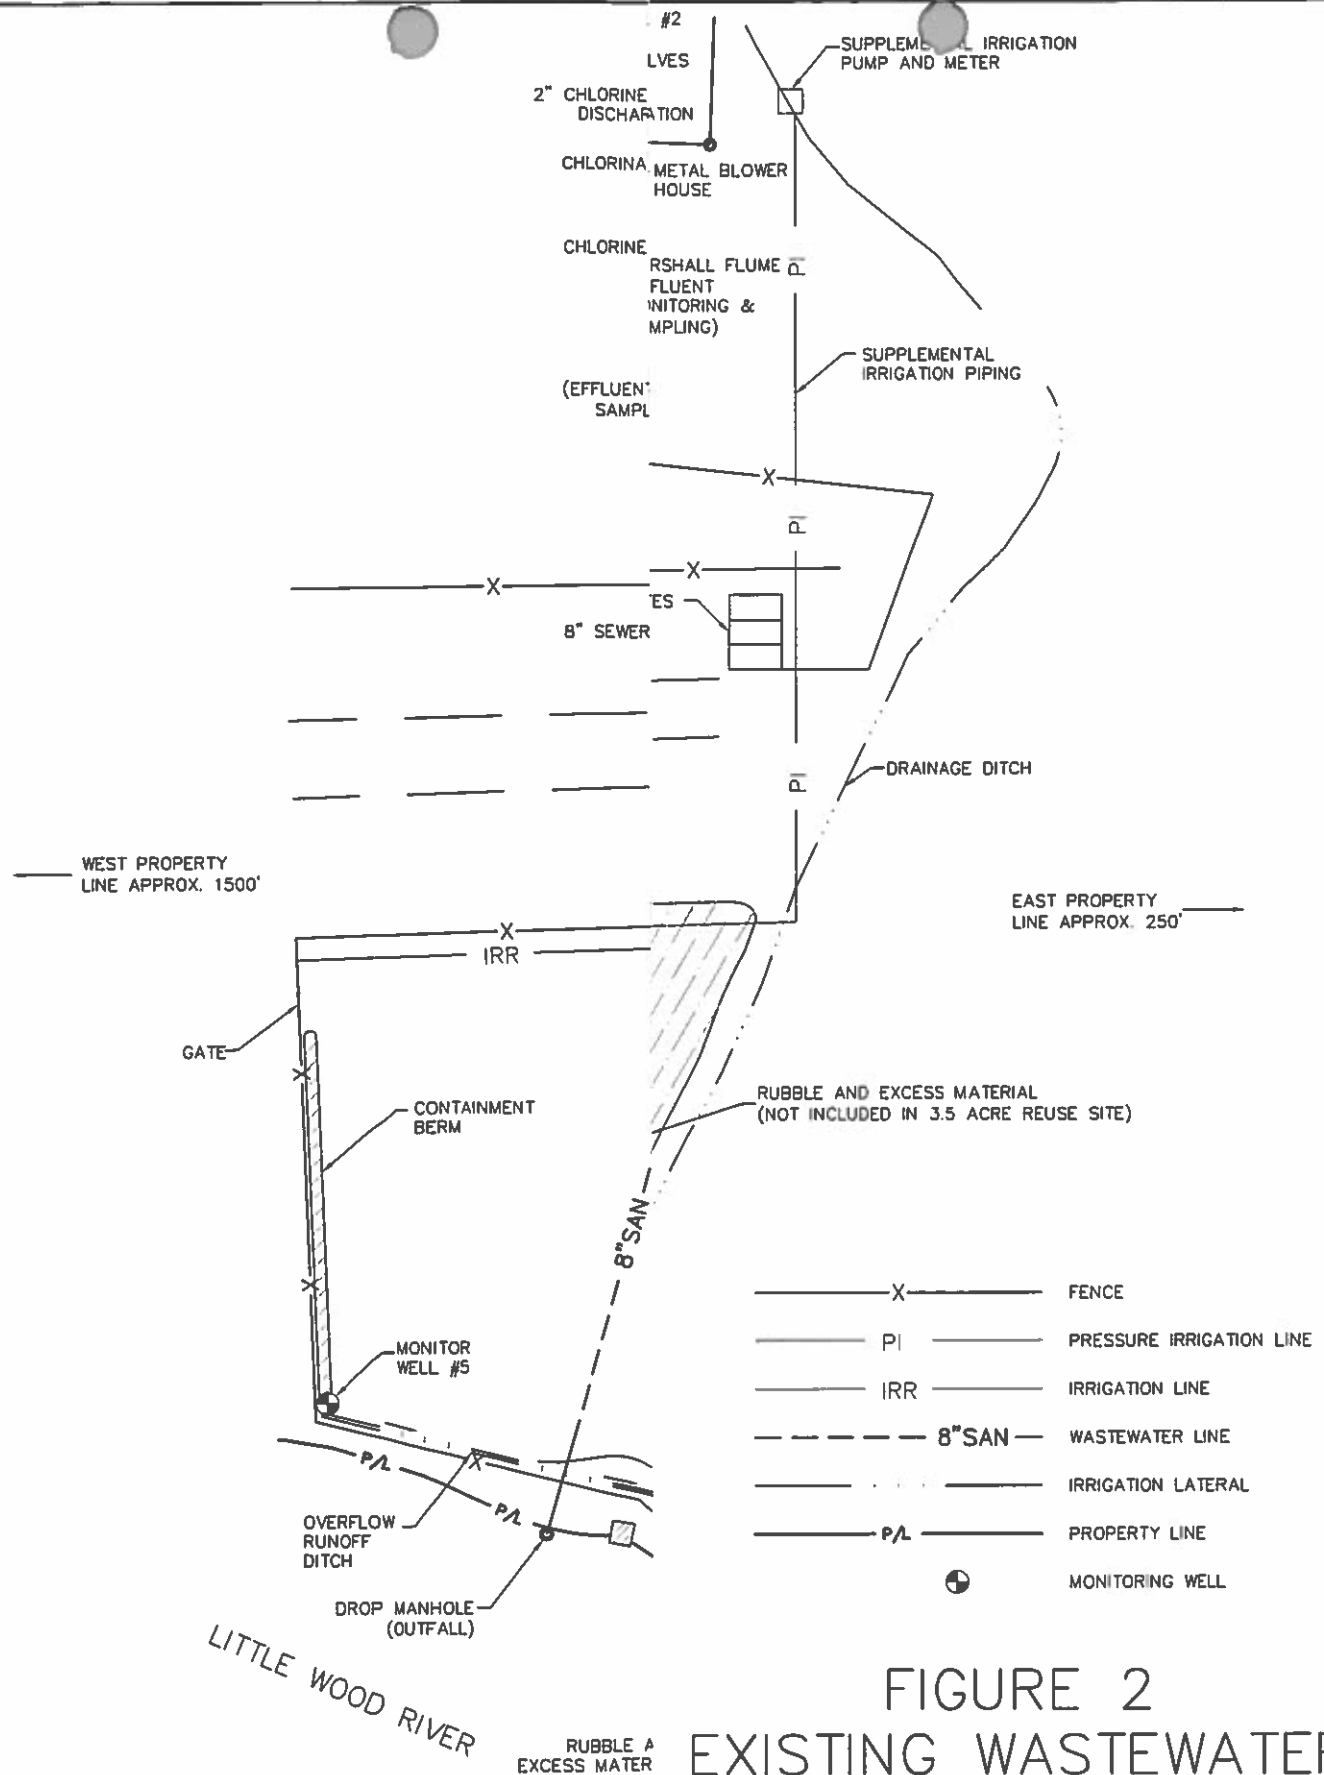 #2
LVES
SUPPLEM   L IRRIGATION
PUMP AND METER
2" CHLORINE
DISCHAR
ATION
CHLORINA
METAL BLOWER
HOUSE
CHLORINE
RSHALL FLUME
FLUENT
NITORING &
MPLING)
PI
SUPPLEMENTAL
IRRIGATION PIPING
(EFFLUENT
SAMPL
X
PI
X
X
ES
8" SEWER
DRAINAGE DITCH
PI
WEST PROPERTY
LINE APPROX. 1500'
EAST PROPERTY
LINE APPROX. 250'
X
IRR
GATE
X
CONTAINMENT
BERM
RUBBLE AND EXCESS MATERIAL
(NOT INCLUDED IN 3.5 ACRE REUSE SITE)
8"SAN
X
MONITOR
WELL #5
X
P/L
P/L
OVERFLOW
RUNOFF
DITCH
DROP MANHOLE
(OUTFALL)
X FENCE
PI PRESSURE IRRIGATION LINE
IRR IRRIGATION LINE
8"SAN WASTEWATER LINE
IRRIGATION LATERAL
P/L PROPERTY LINE
MONITORING WELL
LITTLE WOOD RIVER
RUBBLE A
EXCESS MATER
FIGURE 2
EXISTING WASTEWATER